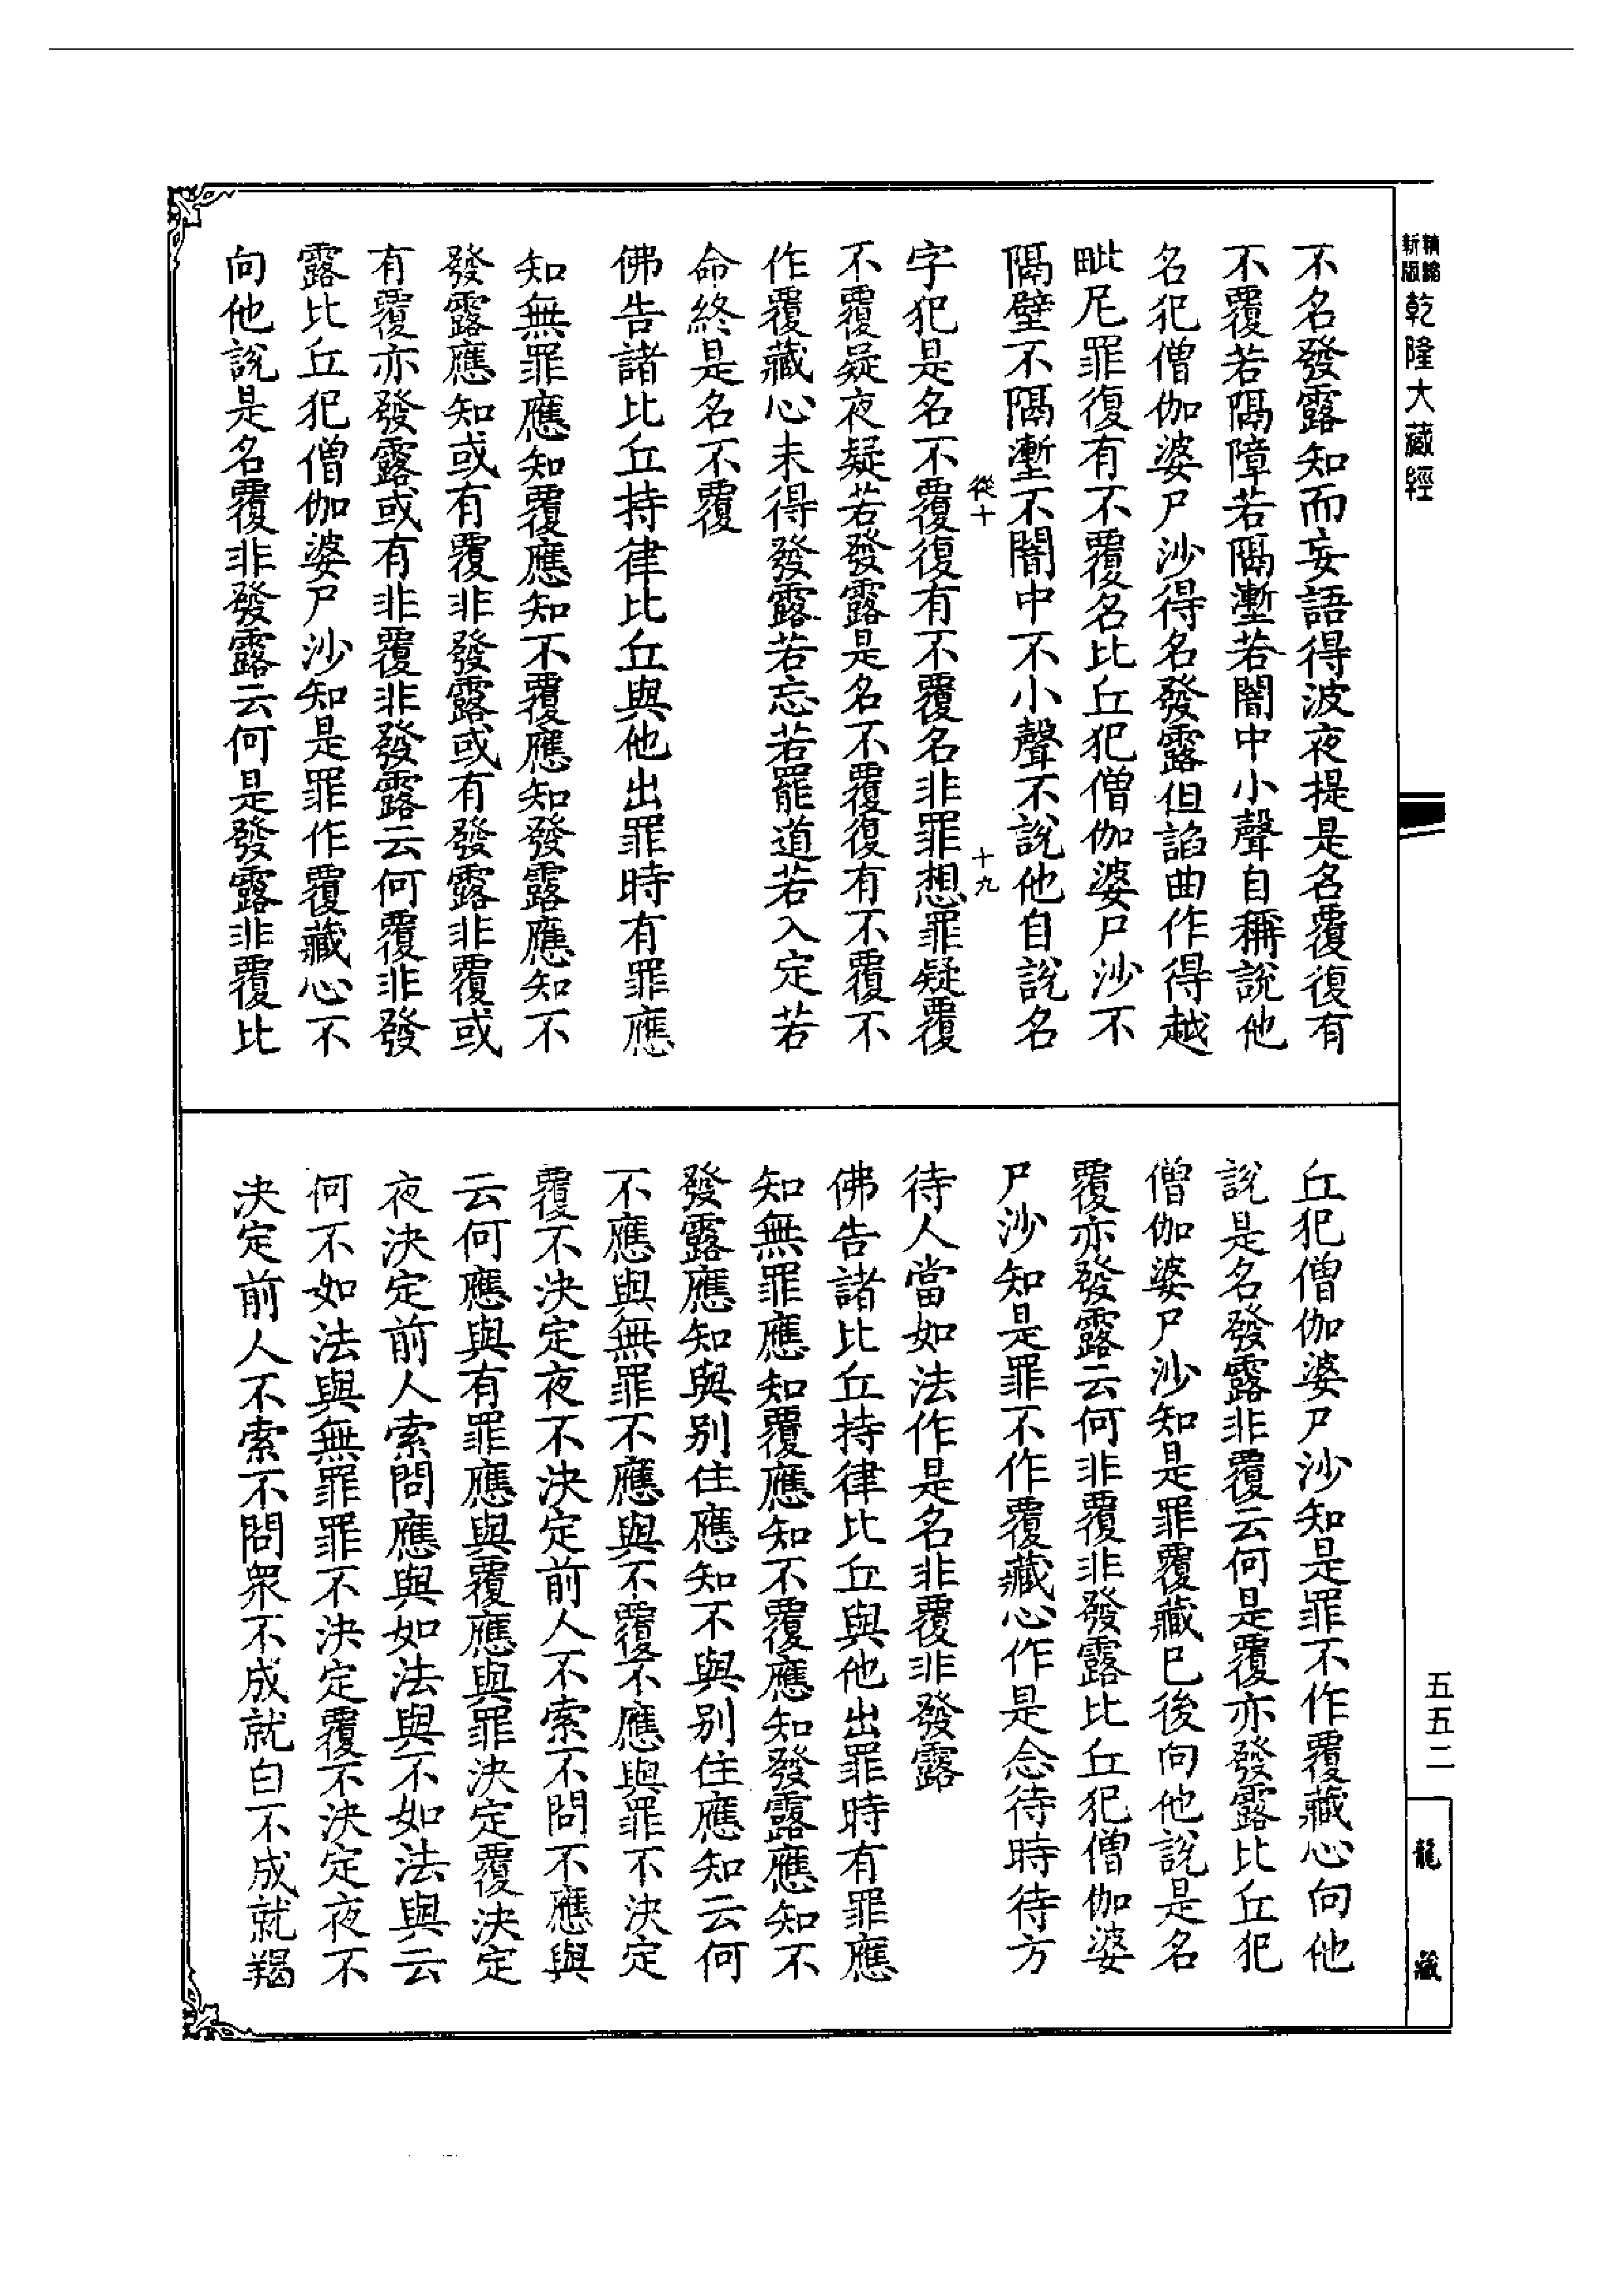 新版
精縮
乾隆大藏經
不名發露知而妄語得波夜提是名覆復有
不覆若隔障若隔壍若闇中小聲自稱說他
名犯僧伽婆尸沙得名發露但諂曲作得越
毗尼罪復有不覆名比丘犯僧伽婆尸沙不
隔壁不隔壍不闇中不小聲不說他自說名
從十
十九
字犯是名不覆復有不覆名非罪想罪疑覆
不覆疑夜疑若發露是名不覆復有不覆不
作覆藏心未得發露若忘若罷道若入定若
命終是名不覆
佛告諸比丘持律比丘與他出罪時有罪應
知無罪應知覆應知不覆應知發露應知不
發露應知或有覆非發露或有發露非覆或
有覆亦發露或有非覆非發露云何覆非發
露比丘犯僧伽婆尸沙知是罪作覆藏心不
向他說是名覆非發露云何是發露非覆比
丘犯僧伽婆尸沙知是罪不作覆藏心向他
說是名發露非覆云何是覆亦發露比丘犯
僧伽婆尸沙知是罪覆藏已後向他說是名
覆亦發露云何非覆非發露比丘犯僧伽婆
尸沙知是罪不作覆藏心作是念待時待方
待人當如法作是名非覆非發露
佛告諸比丘持律比丘與他出罪時有罪應
知無罪應知覆應知不覆應知發露應知不
發露應知與別住應知不與別住應知云何
不應與無罪不應與不覆不應與罪不決定
覆不決定夜不決定前人不索不問不應與
云何應與有罪應與覆應與罪決定覆決定
夜決定前人索問應與如法與不如法與云
何不如法與無罪罪不決定覆不決定夜不
決定前人不索不問眾不成就白不成就羯
五五二
龍藏